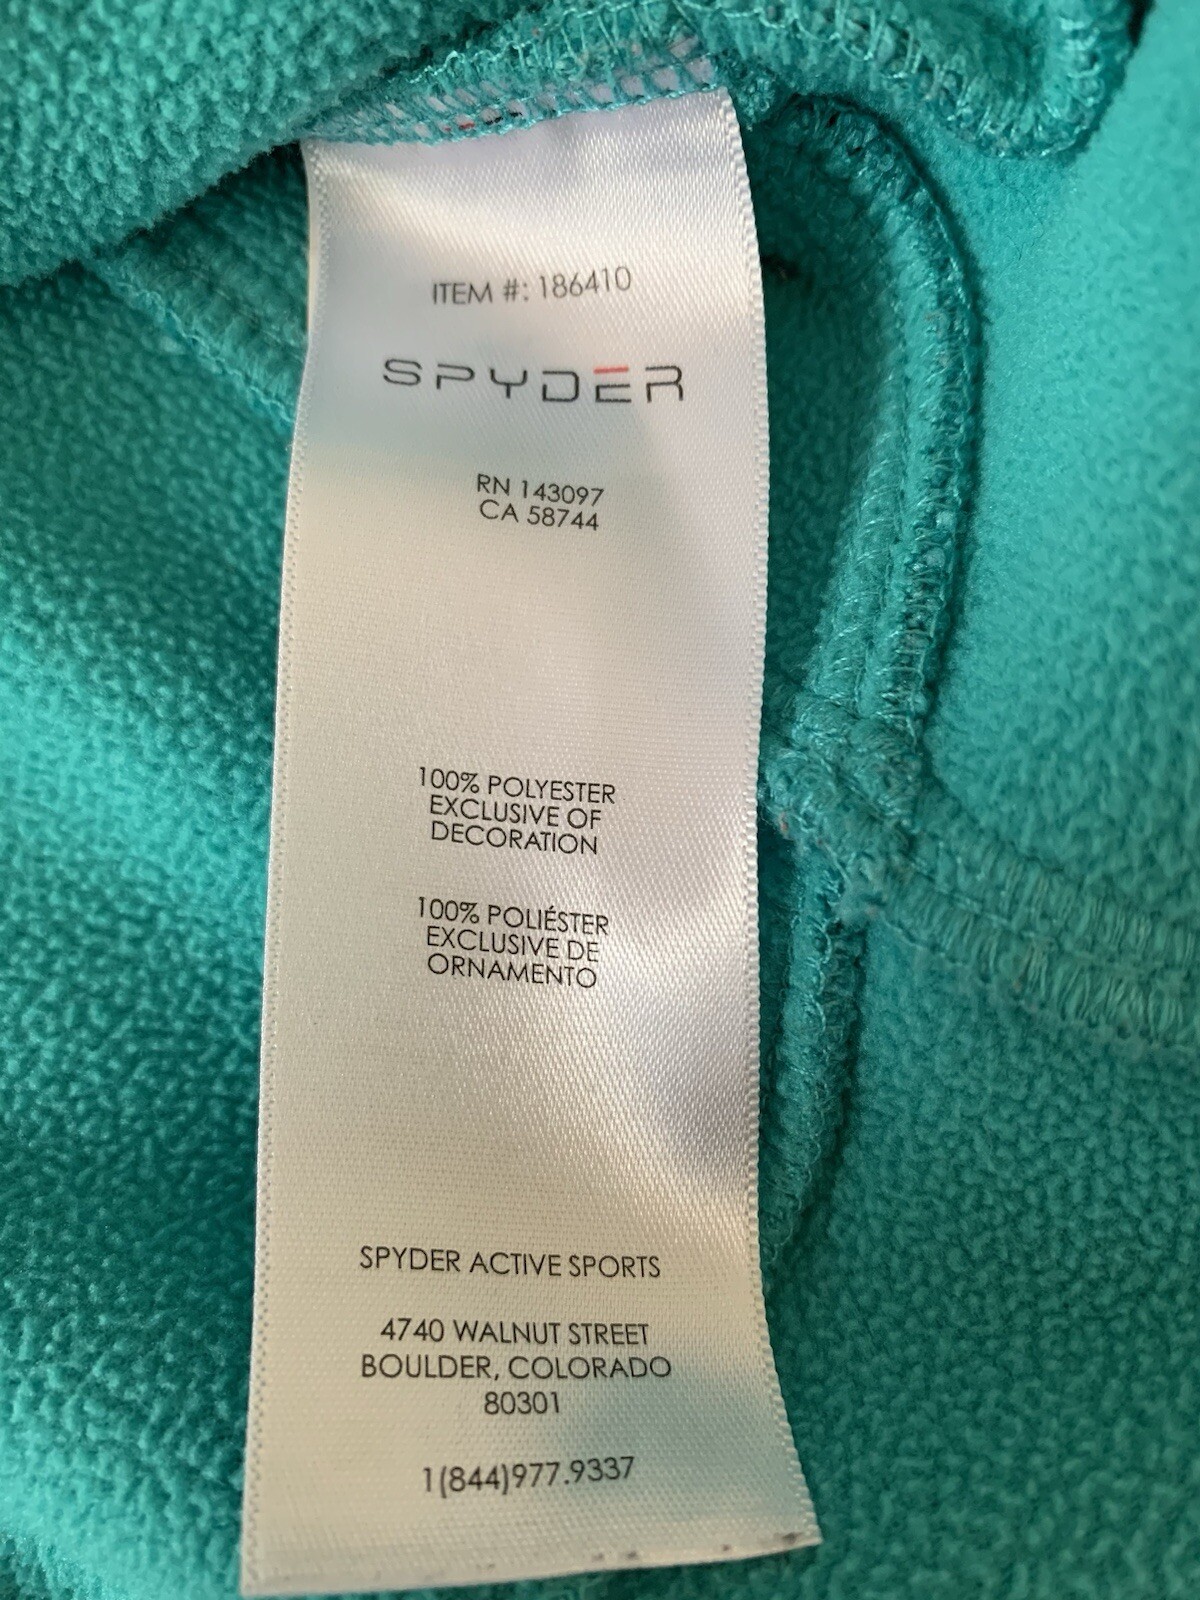 ITEM #: 186410
SPYDER
RN 143097
CA 58744
100% POLYESTER
EXCLUSIVE OF
DECORATION
100% POLIÉSTER
EXCLUSIVE DE
ORNAMENTO
SPYDER ACTIVE SPORTS
4740 WALNUT STREET
BOULDER, COLORADO
80301
1(844)977.9337